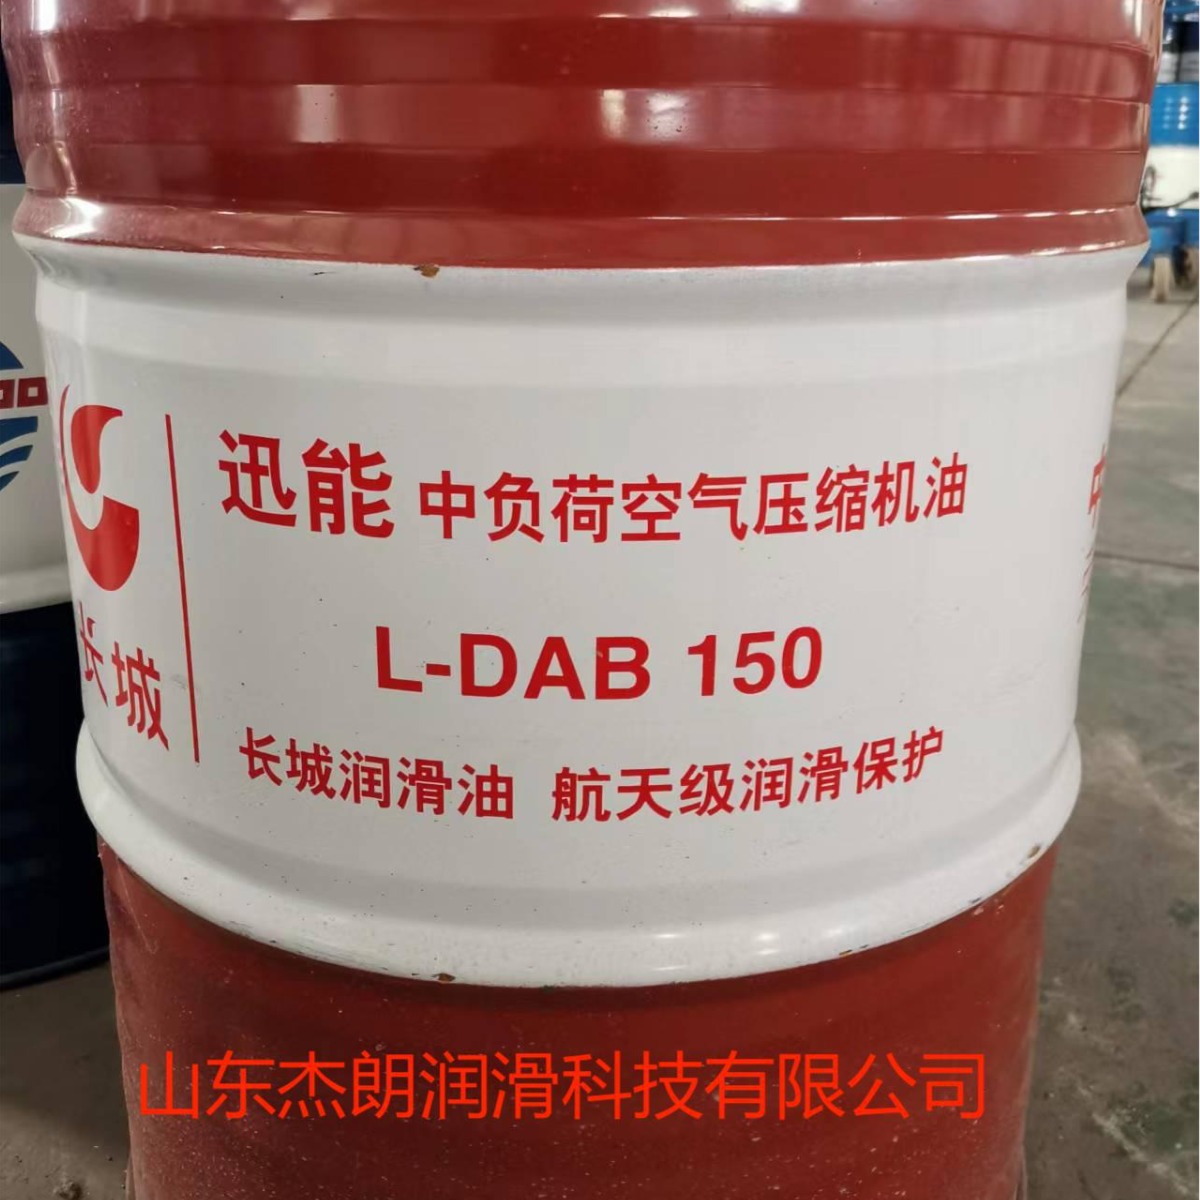 迅能 中负荷空气压缩机油
L-DAB 150
长城
长城润滑油 航天级润滑保护
山东杰朗润滑科技有限公司